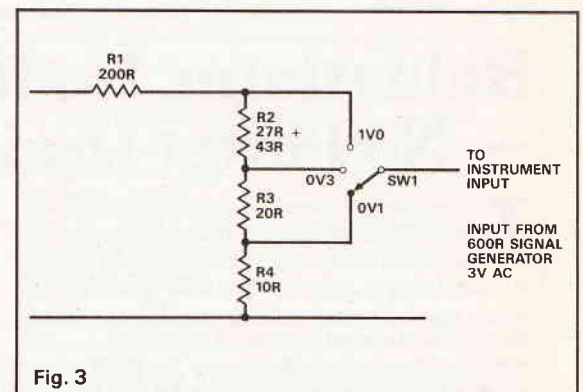 R1
200R
R2
27R +
43R
1V0
0V3
SW1
TO
INSTRUMENT
INPUT
R3
20R
0V1
INPUT FROM
600R SIGNAL
GENERATOR
3V AC
R4
10R
Fig. 3